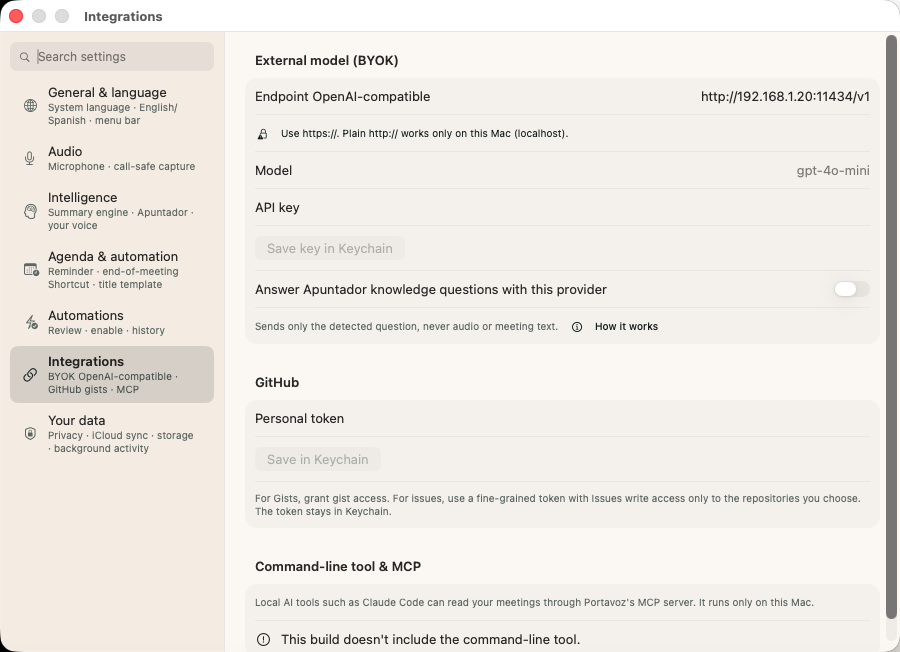 Integrations
Search settings
General & language
System language · English/
Spanish · menu bar
Audio
Microphone · call-safe capture
Intelligence
Summary engine · Apuntador ·
your voice
Agenda & automation
Reminder · end-of-meeting
Shortcut · title template
Automations
Review · enable · history
Integrations
BYOK OpenAI-compatible ·
GitHub gists · MCP
Your data
Privacy · iCloud sync · storage
· background activity
External model (BYOK)
Endpoint OpenAI-compatible http://192.168.1.20:11434/v1
Use https://. Plain http:// works only on this Mac (localhost).
Model gpt-4o-mini
API key
Save key in Keychain
Answer Apuntador knowledge questions with this provider
Sends only the detected question, never audio or meeting text. How it works
GitHub
Personal token
Save in Keychain
For Gists, grant gist access. For issues, use a fine-grained token with Issues write access only to the repositories you choose.
The token stays in Keychain.
Command-line tool & MCP
Local AI tools such as Claude Code can read your meetings through Portavoz's MCP server. It runs only on this Mac.
This build doesn't include the command-line tool.